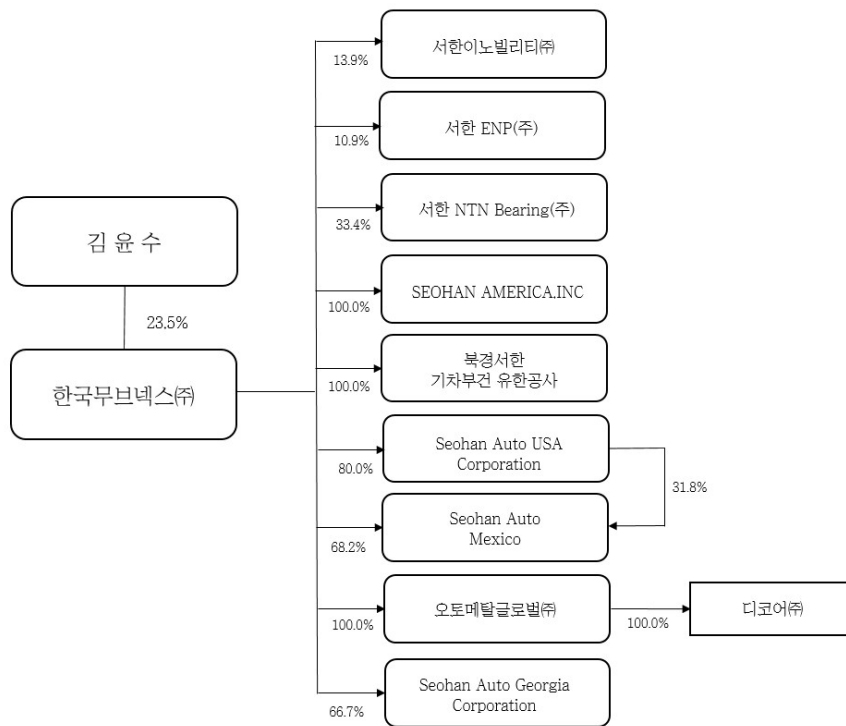 서한이노빌리티㈜
13.9%
서한 ENP(주)
10.9%
서한 NTN Bearing(주)
33.4%
김 윤 수
23.5%
한국무브넥스㈜
SEOHAN AMERICA.INC
100.0%
북경서한
기차부건 유한공사
100.0%
Seohan Auto USA
Corporation
80.0%
31.8%
Seohan Auto
Mexico
68.2%
오토메탈글로벌㈜
100.0%
100.0%
디코어㈜
Seohan Auto Georgia
Corporation
66.7%